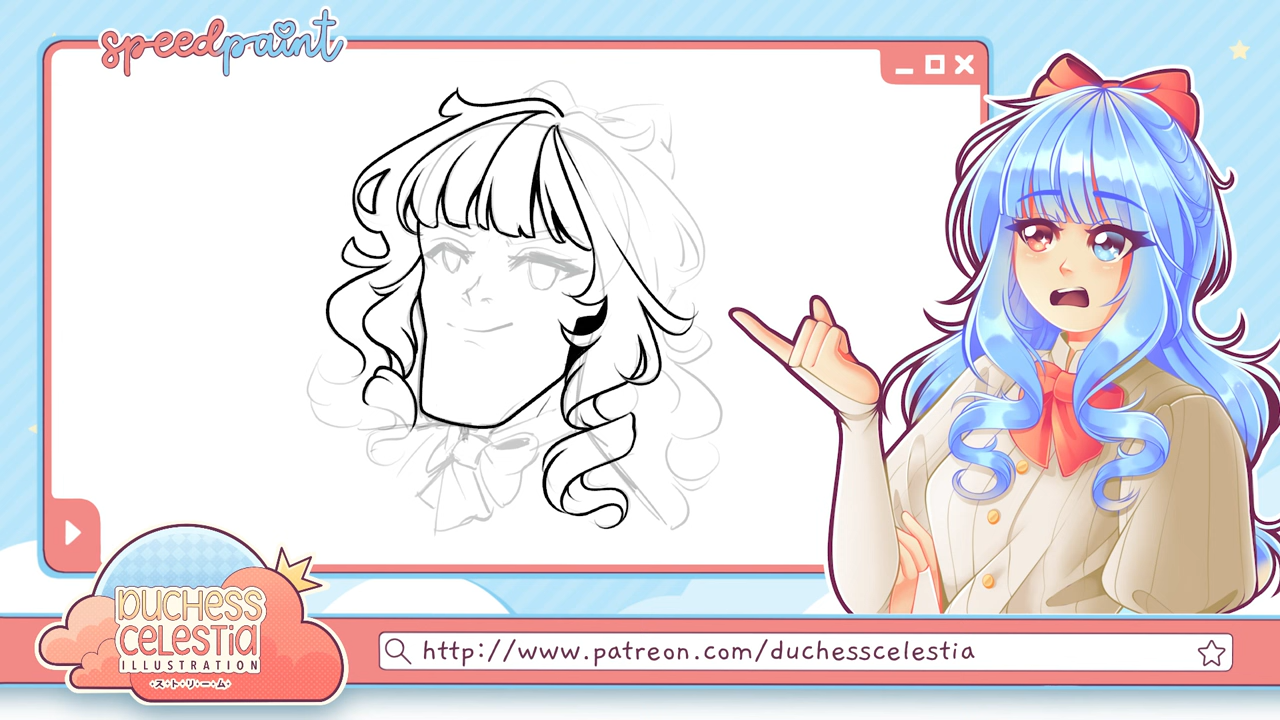 speedpaint
DUCHESS
CELESTIA
ILLUSTRATION
・ス・ト・リ・ー・ム・
http://www.patreon.com/duchesscelestia